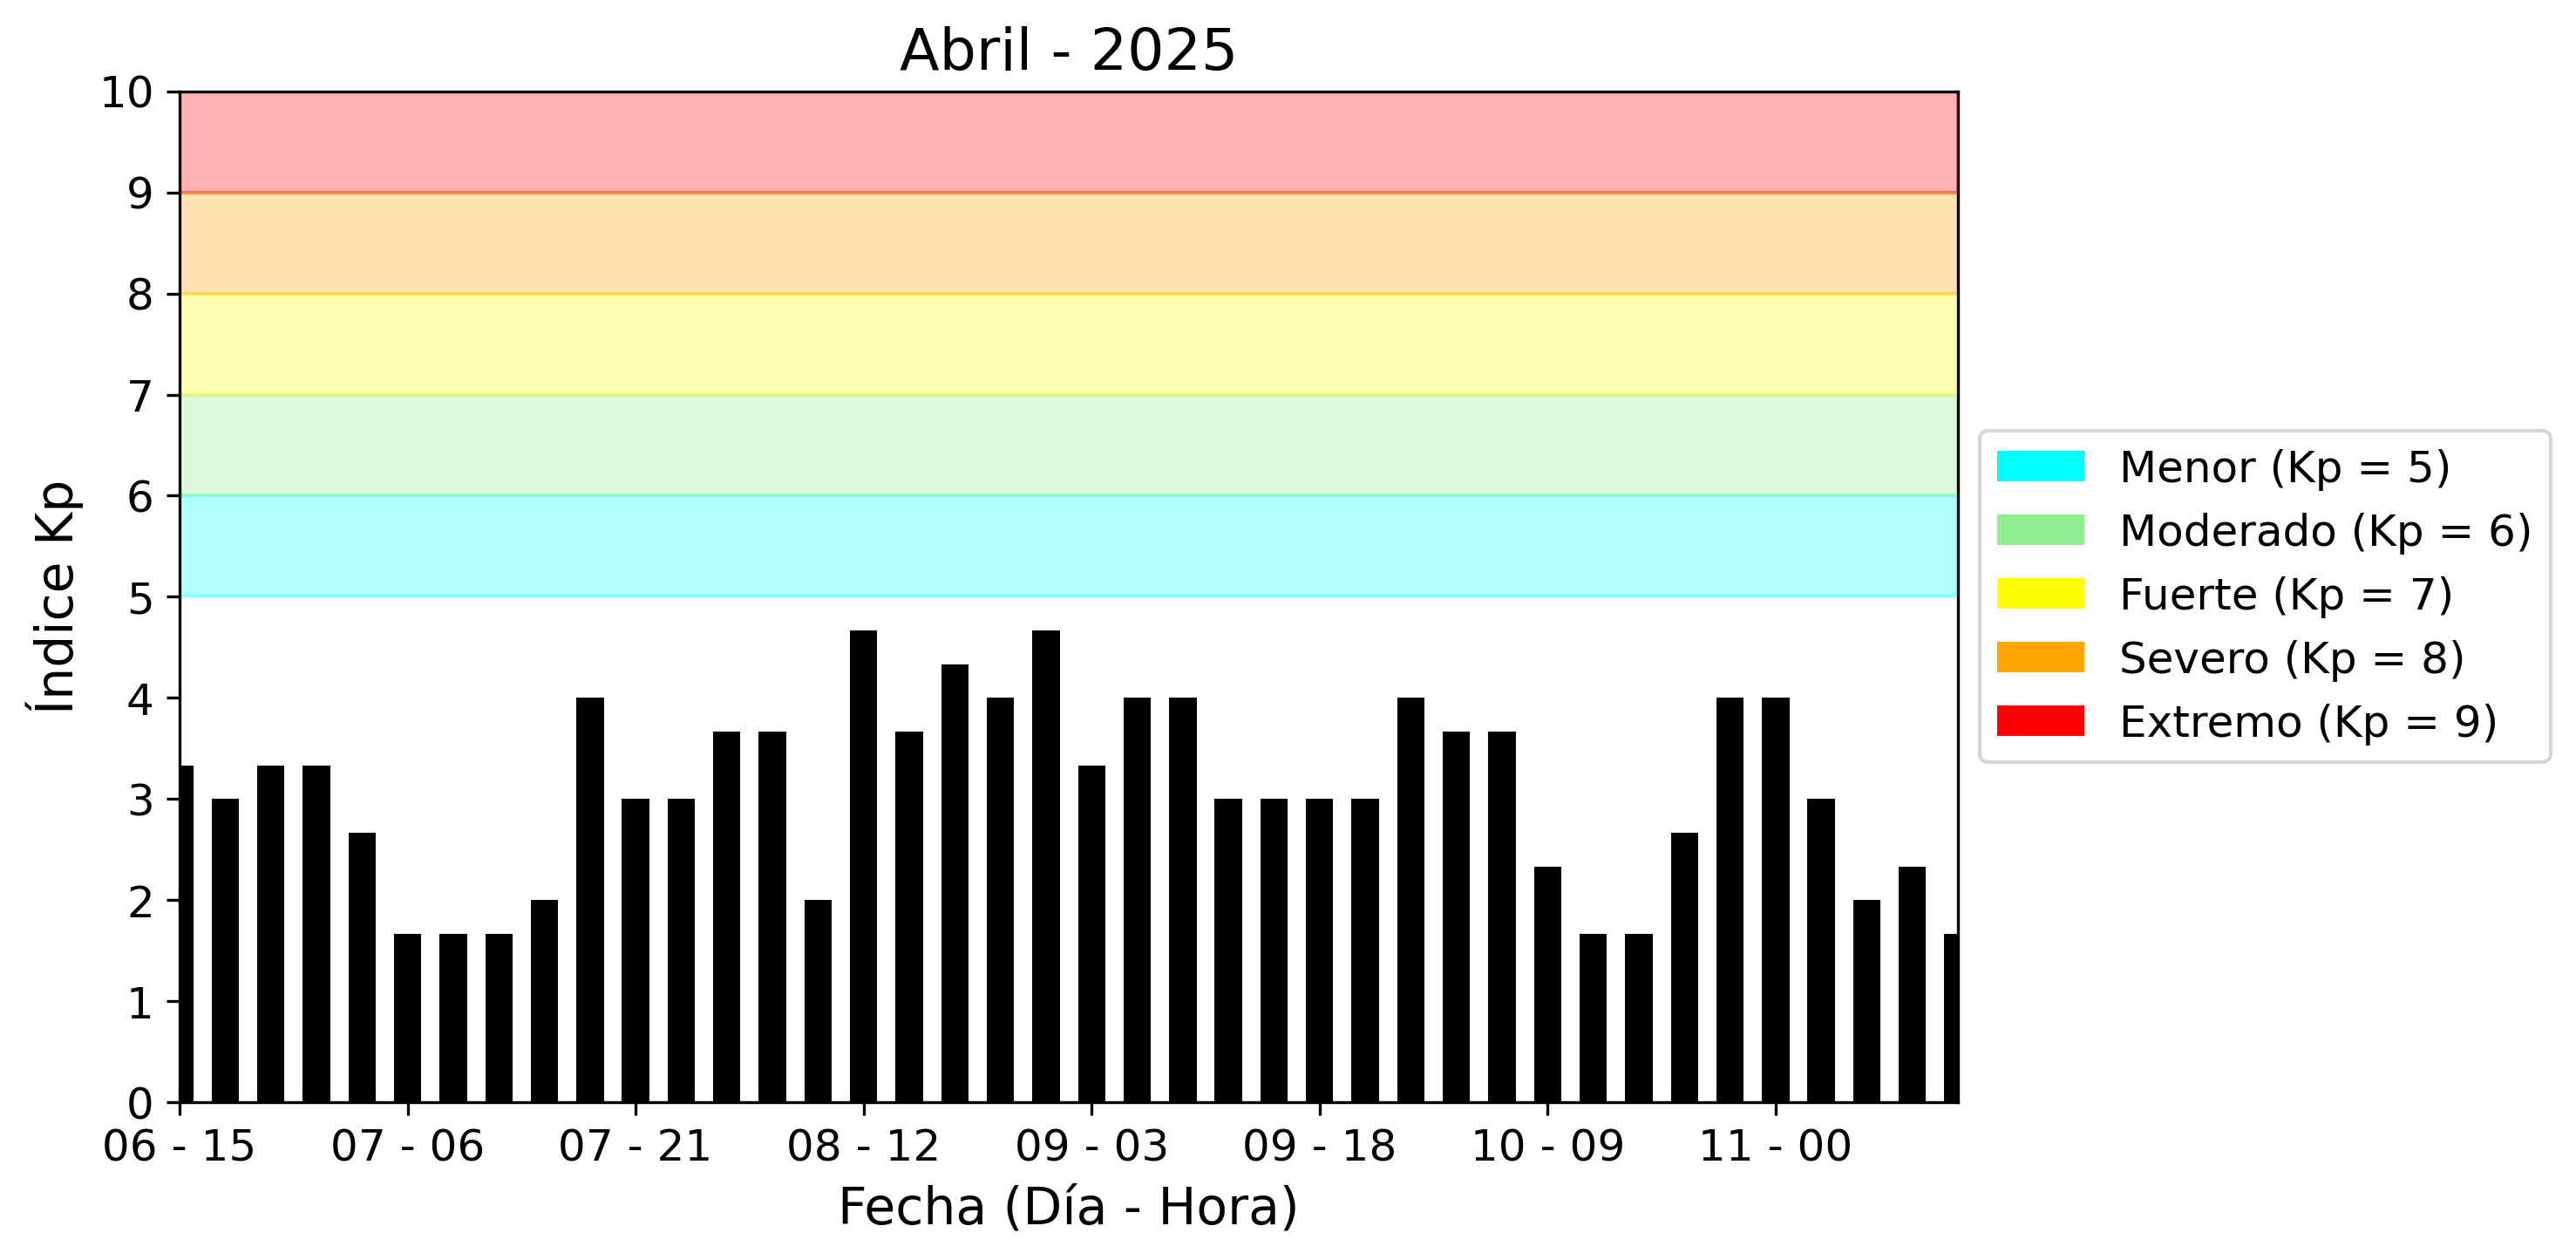 Abril - 2025
10
9
8
7
6
5
4
3
2
1
0
Índice Kp
06 - 15 07 - 06 07 - 21 08 - 12 09 - 03 09 - 18 10 - 09 11 - 00
Fecha (Día - Hora)
Menor (Kp = 5)
Moderado (Kp = 6)
Fuerte (Kp = 7)
Severo (Kp = 8)
Extremo (Kp = 9)